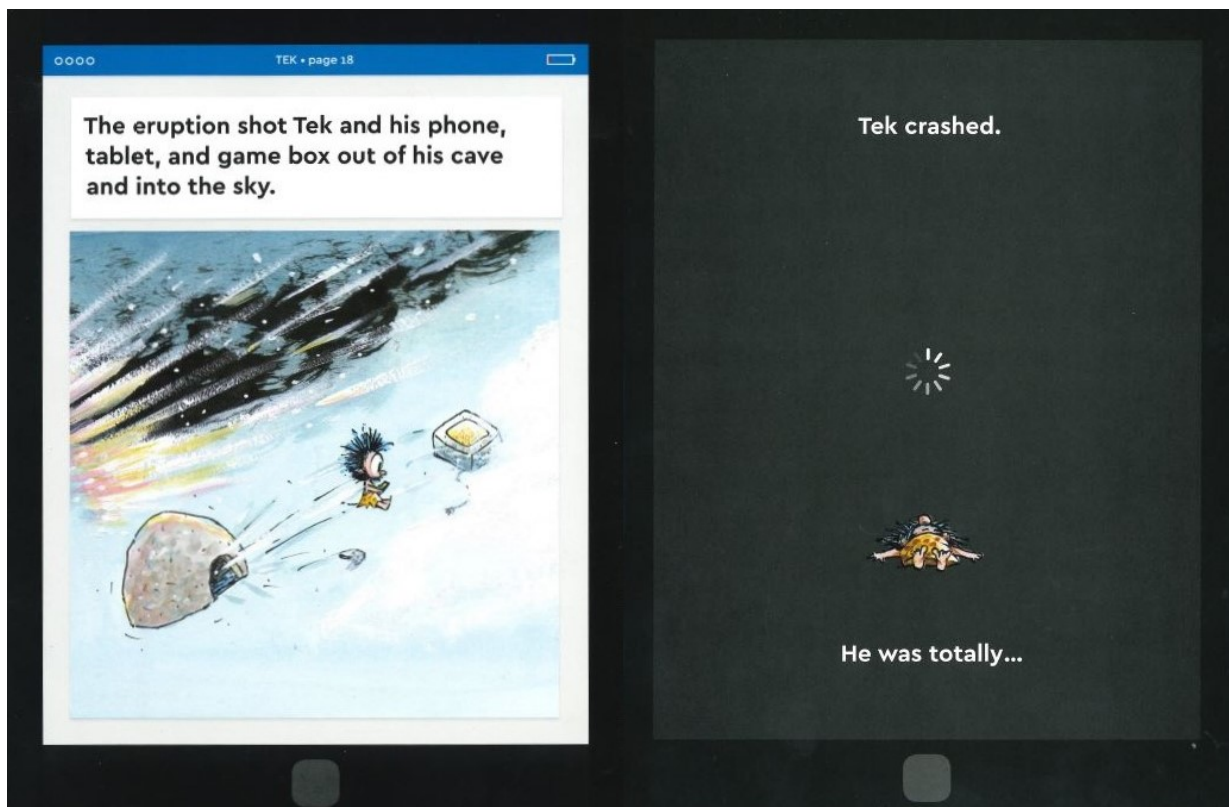 TEK • page 18
The eruption shot Tek and his phone,
tablet, and game box out of his cave
and into the sky.
Tek crashed.
He was totally...